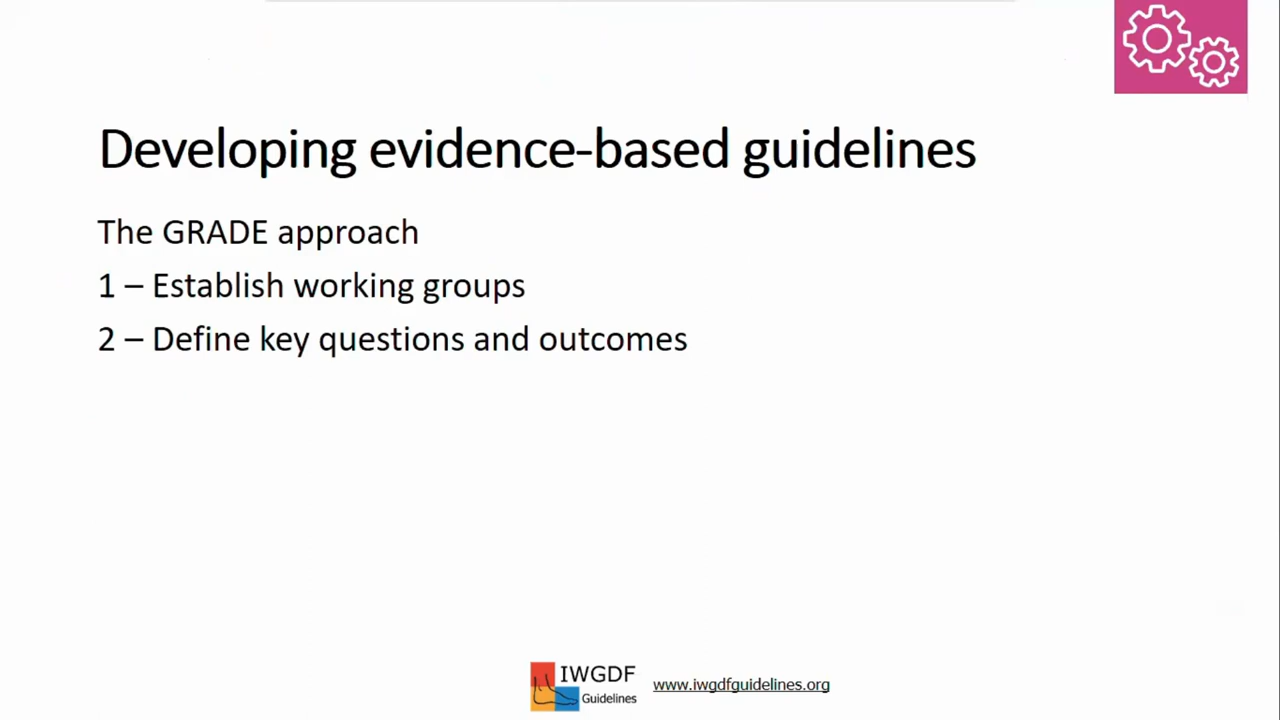 Developing evidence-based guidelines
The GRADE approach
1 – Establish working groups
2 – Define key questions and outcomes
IWGDF
Guidelines
www.iwgdfguidelines.org